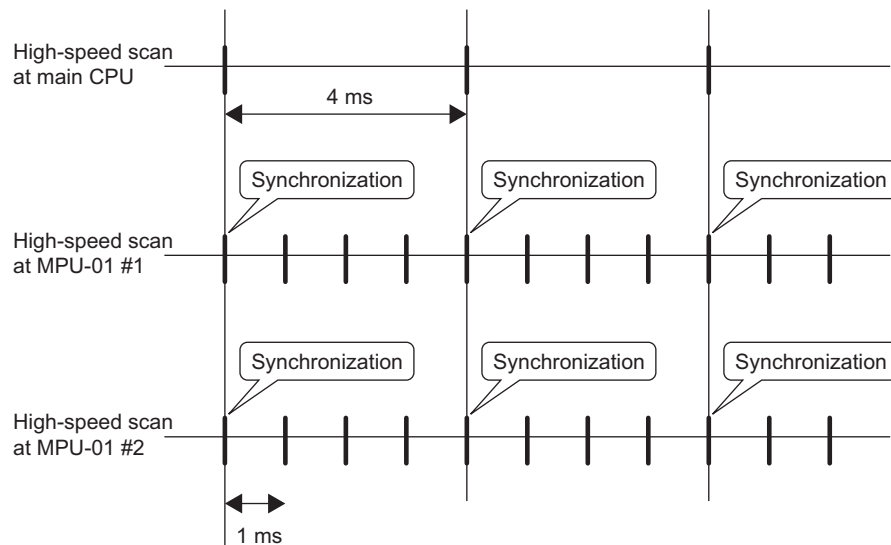 High-speed scan
at main CPU
4 ms
Synchronization
Synchronization
Synchronization
High-speed scan
at MPU-01 #1
Synchronization
Synchronization
Synchronization
High-speed scan
at MPU-01 #2
1 ms